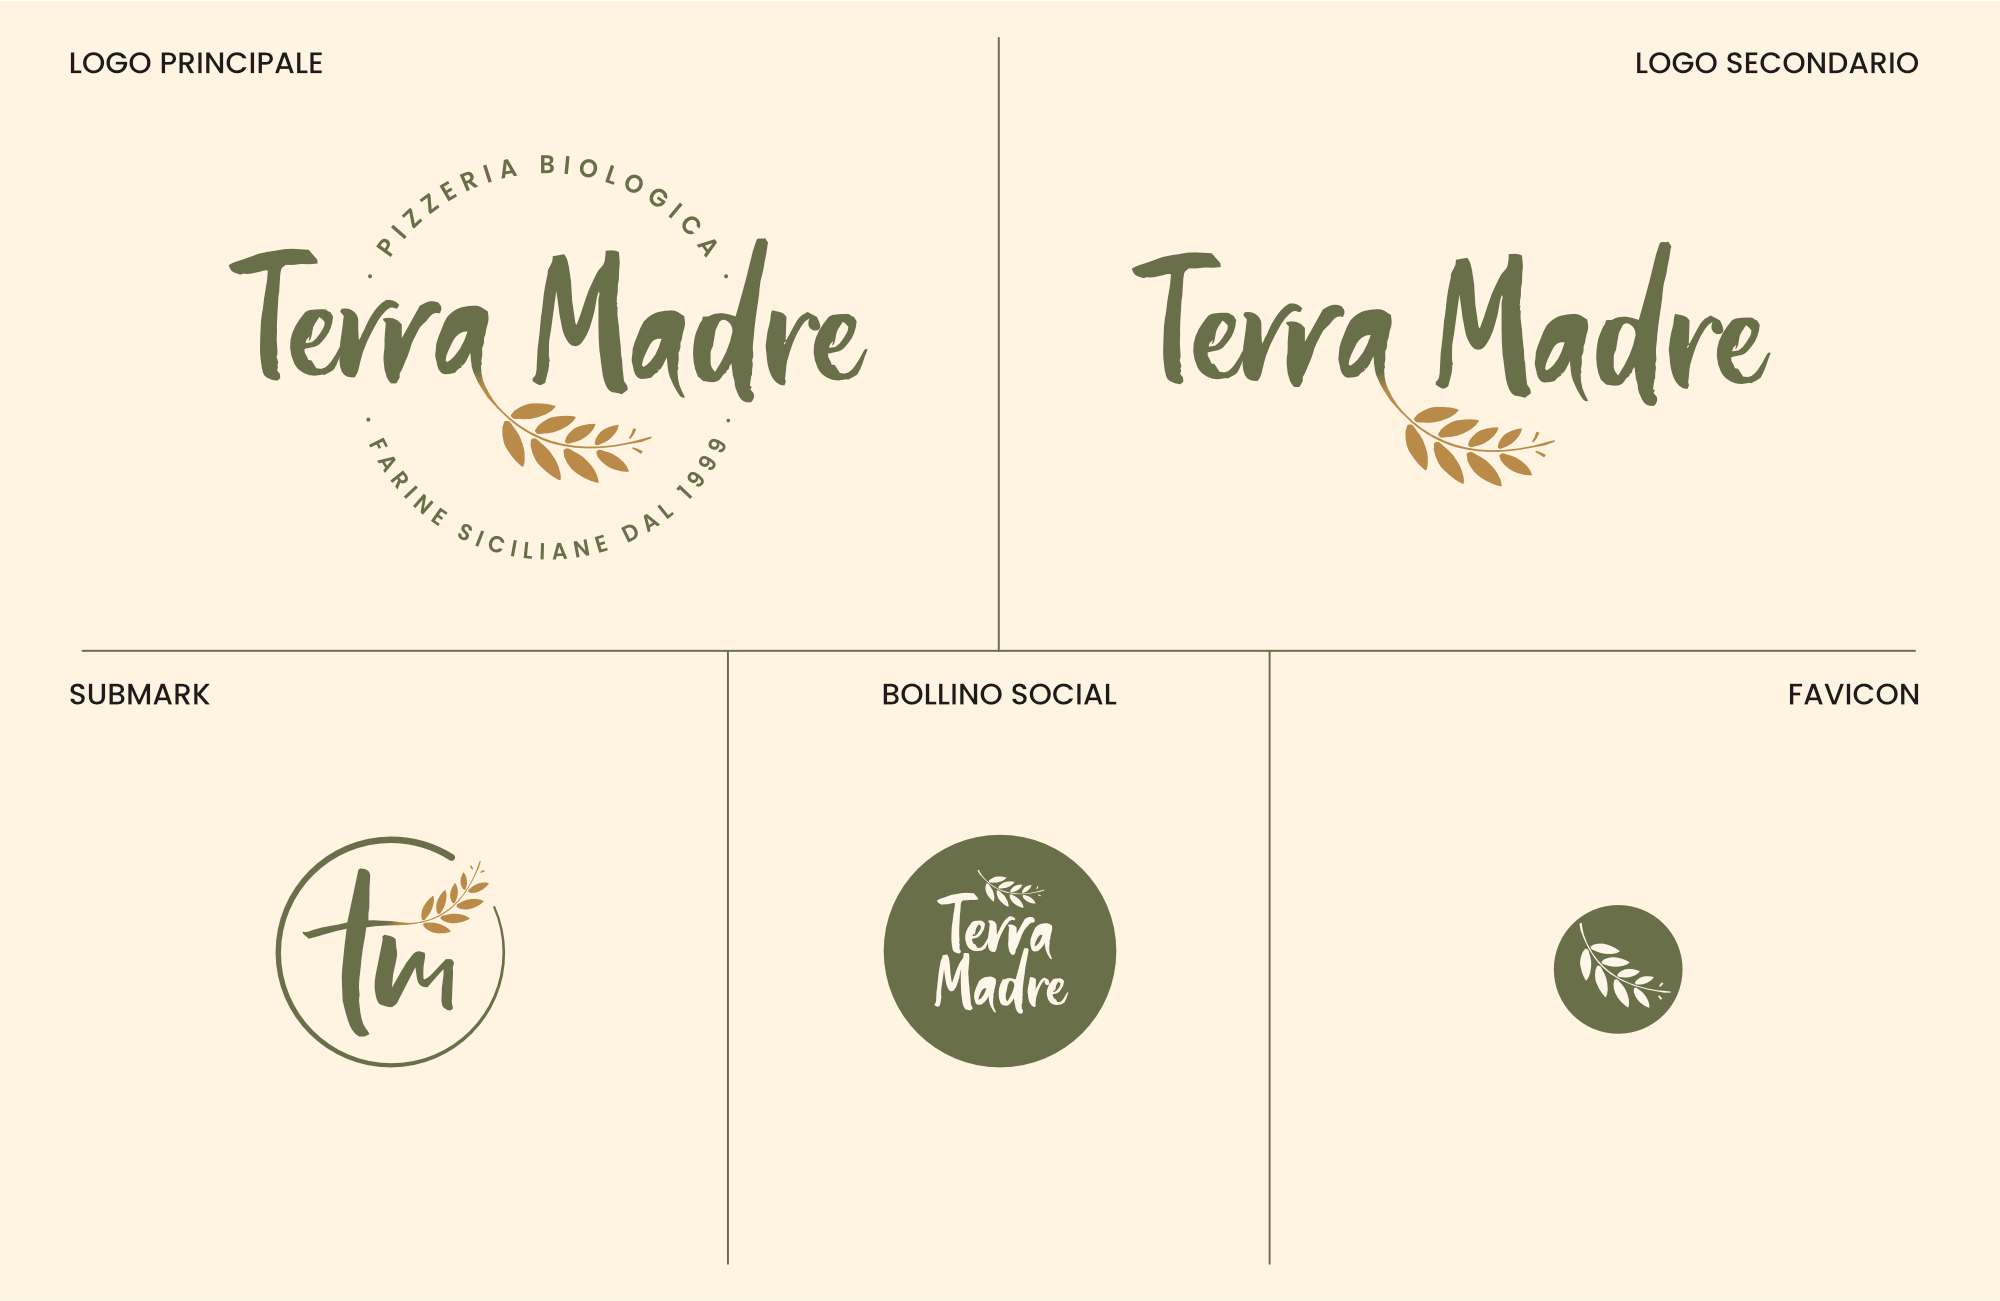 LOGO PRINCIPALE
LOGO SECONDARIO
· PIZZERIA BIOLOGICA ·
Terra Madre
· FARINE SICILIANE DAL 1999 ·
Terra Madre
SUBMARK
BOLLINO SOCIAL
FAVICON
tm
Terra
Madre